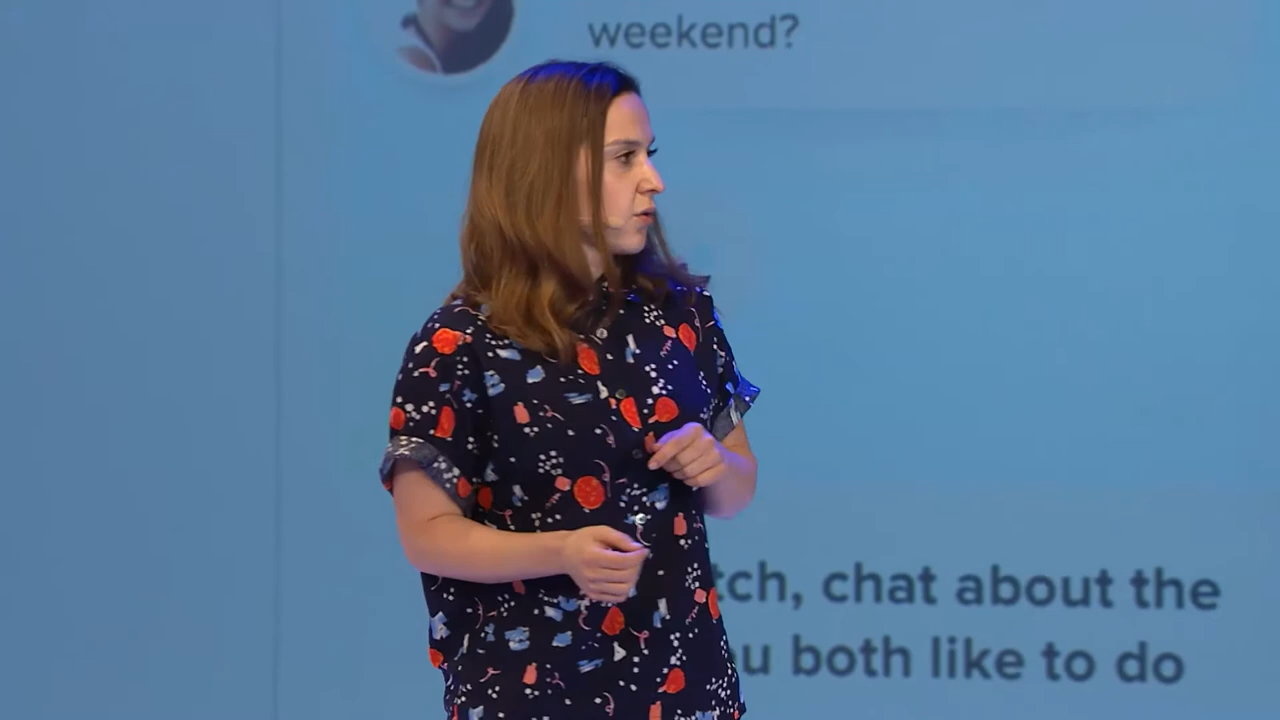 weekend?
tch, chat about the
u both like to do